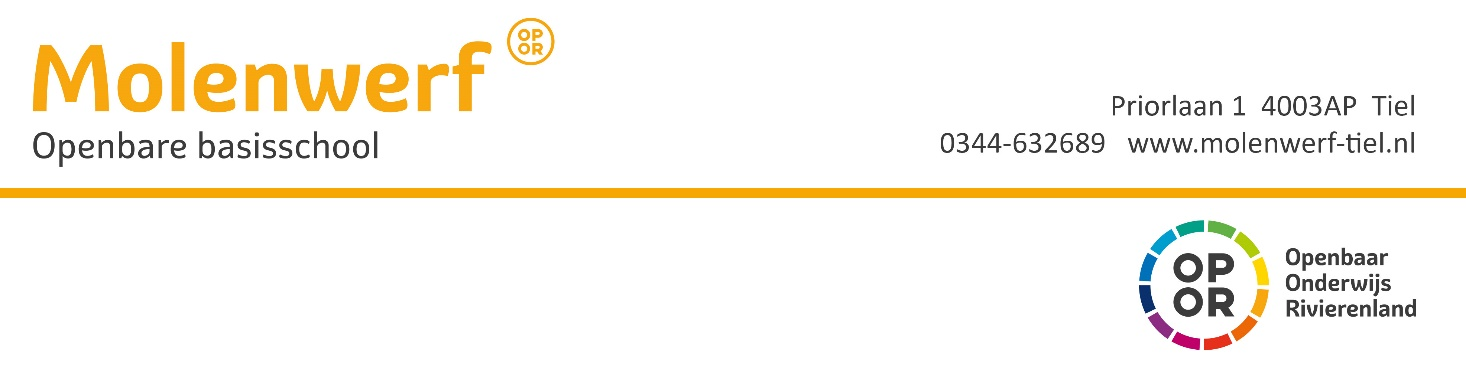 Molenwerf
OP
OR
Openbare basisschool
Priorlaan 1 4003AP Tiel
0344-632689 www.molenwerf-tiel.nl
OP
OR
Openbaar
Onderwijs
Rivierenland